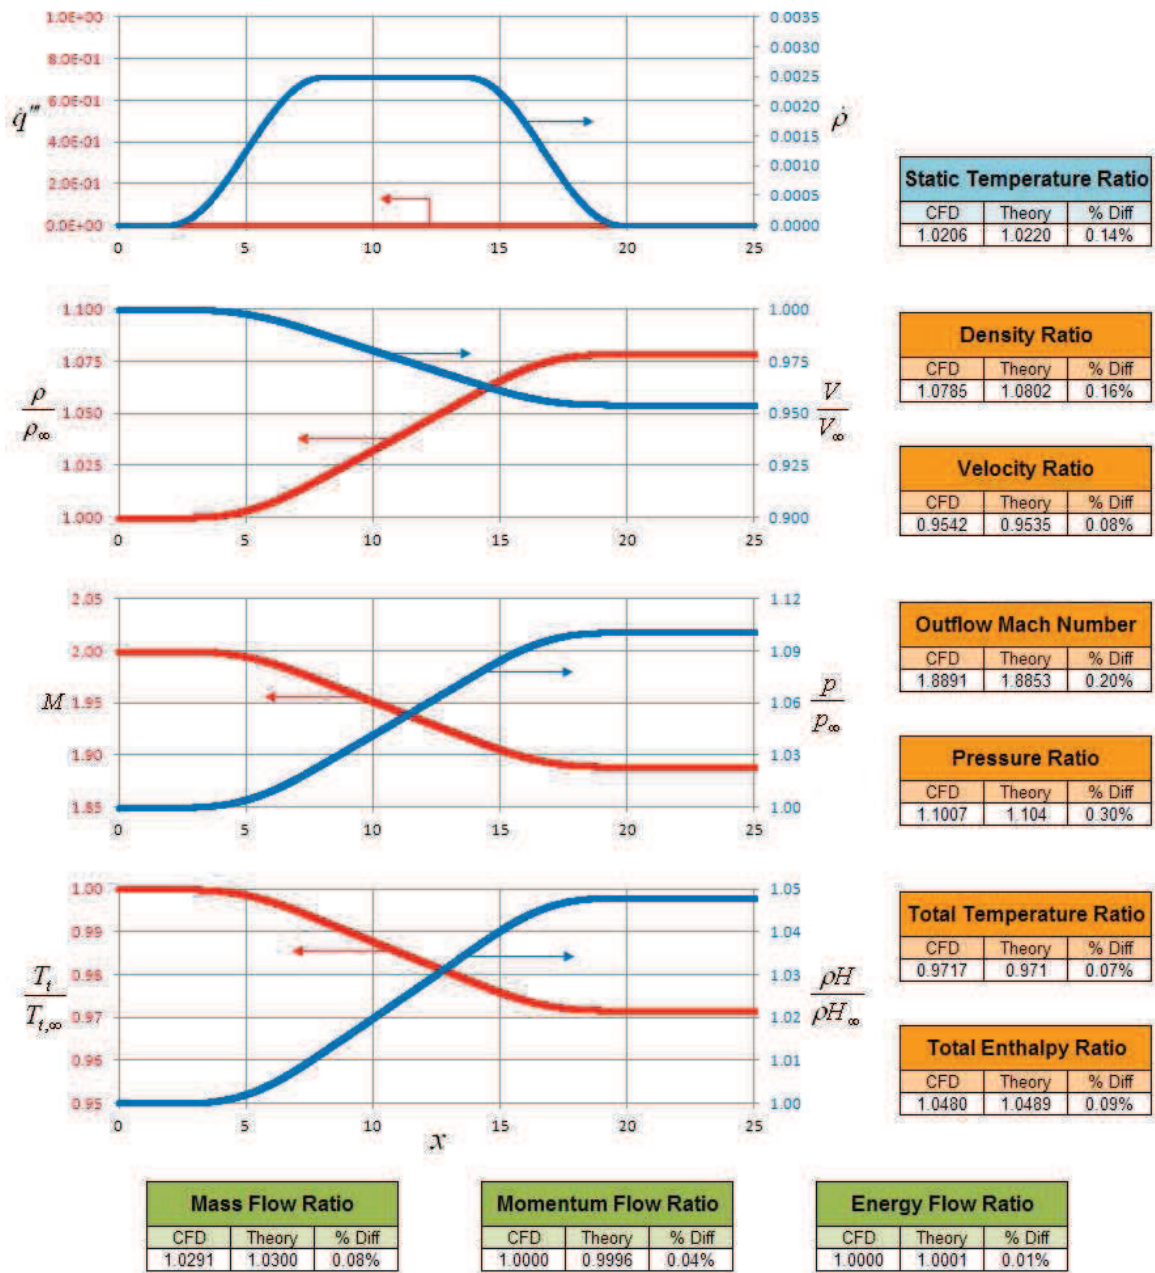 1.0E+00
8.0E-01
6.0E-01
4.0E-01
2.0E-01
0.0E+00
q̇‴
0.0035
0.0030
0.0025
0.0020
0.0015
0.0010
0.0005
0.0000
ρ̇
0 5 10 15 20 25
Static Temperature Ratio
CFD Theory % Diff
1.0206 1.0220 0.14%
1.100
1.075
1.050
1.025
1.000
ρ
ρ∞
1.000
0.975
0.950
0.925
0.900
V
V∞
0 5 10 15 20 25
Density Ratio
CFD Theory % Diff
1.0785 1.0802 0.16%
Velocity Ratio
CFD Theory % Diff
0.9542 0.9535 0.08%
2.05
2.00
M 1.95
1.90
1.85
1.12
1.09
1.06
1.03
1.00
p
p∞
0 5 10 15 20 25
Outflow Mach Number
CFD Theory % Diff
1.8891 1.8853 0.20%
Pressure Ratio
CFD Theory % Diff
1.1007 1.104 0.30%
1.00
0.99
0.98
0.97
0.96
0.95
Tt
Tt,∞
1.05
1.04
1.03
1.02
1.01
1.00
ρH
ρH∞
0 5 10 15 20 25
x
Total Temperature Ratio
CFD Theory % Diff
0.9717 0.971 0.07%
Total Enthalpy Ratio
CFD Theory % Diff
1.0480 1.0489 0.09%
Mass Flow Ratio
CFD Theory % Diff
1.0291 1.0300 0.08%
Momentum Flow Ratio
CFD Theory % Diff
1.0000 0.9996 0.04%
Energy Flow Ratio
CFD Theory % Diff
1.0000 1.0001 0.01%